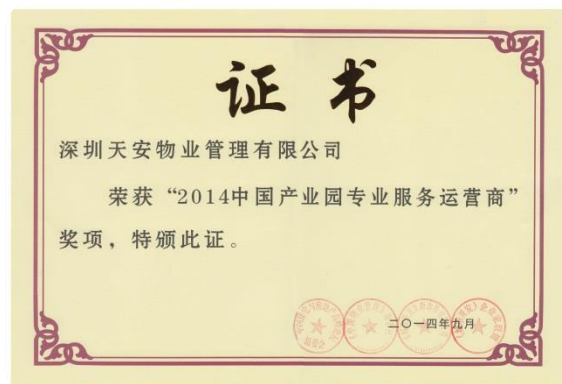 证书
深圳天安物业管理有限公司
荣获“2014中国产业园专业服务运营商”
奖项，特颁此证。
二〇一四年九月